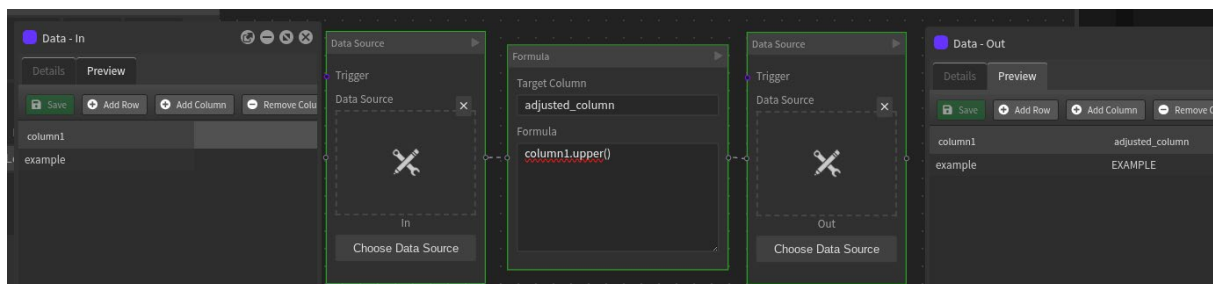 Data - In
Details Preview
Save Add Row Add Column Remove Colu
column1
example
Data Source
Trigger
Data Source
In
Choose Data Source
Formula
Target Column
adjusted_column
Formula
column1.upper()
Data Source
Trigger
Data Source
Out
Choose Data Source
Data - Out
Details Preview
Save Add Row Add Column Remove C
column1 adjusted_column
example EXAMPLE